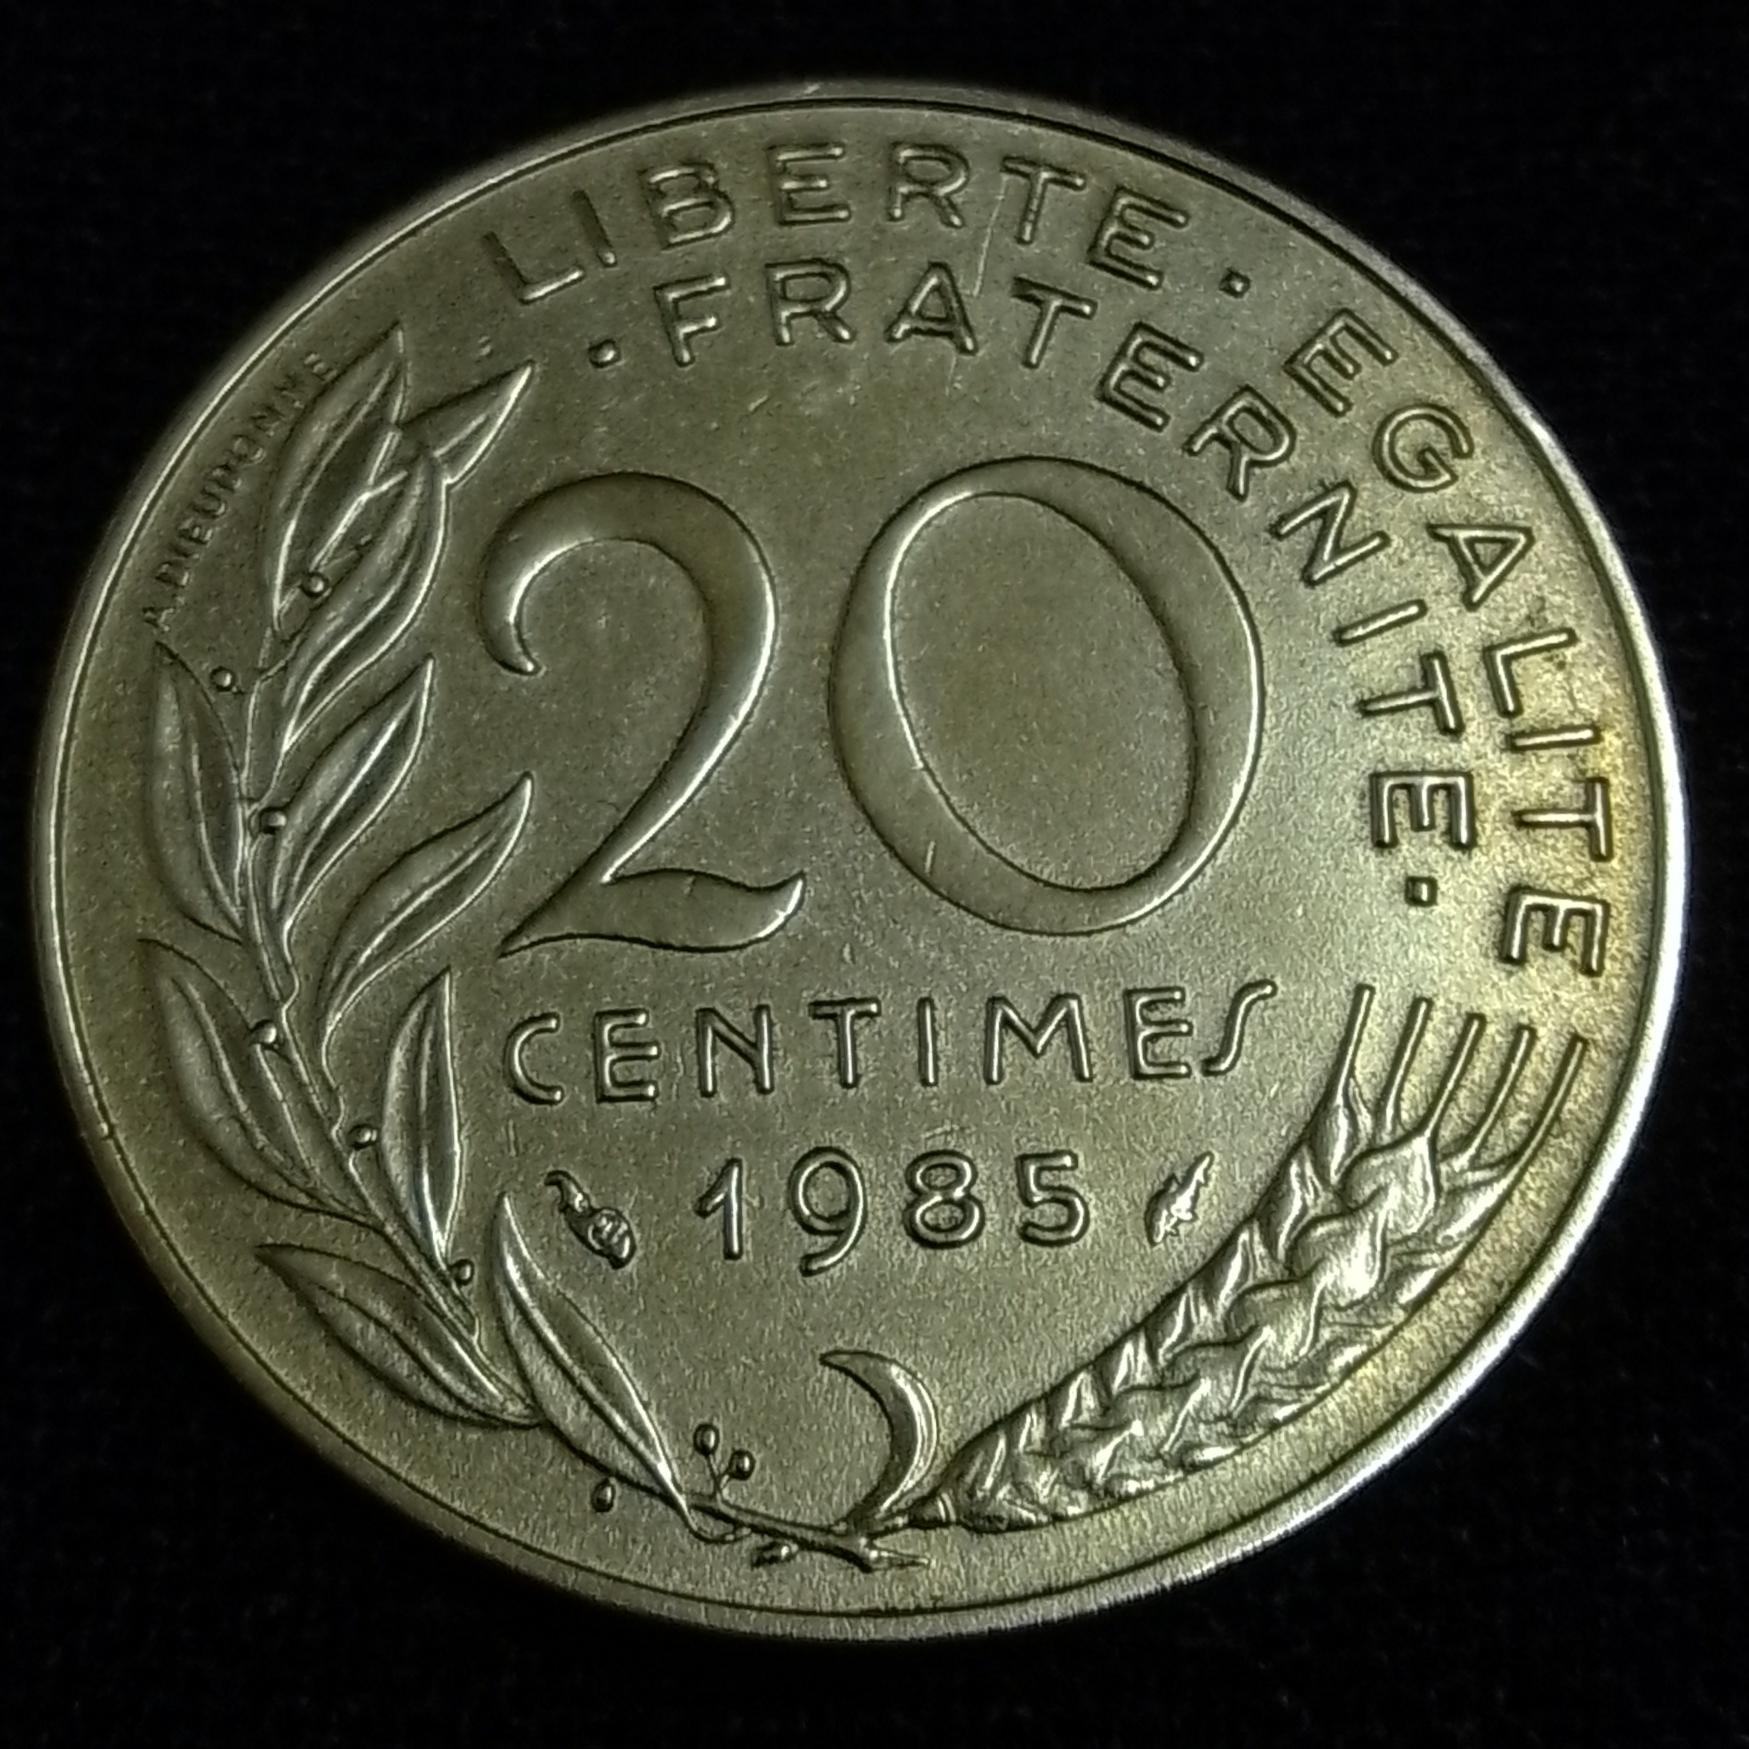 LIBERTE · EGALITE
· FRATERNITE ·
A.DIEUDONNE
20
CENTIMES
1985